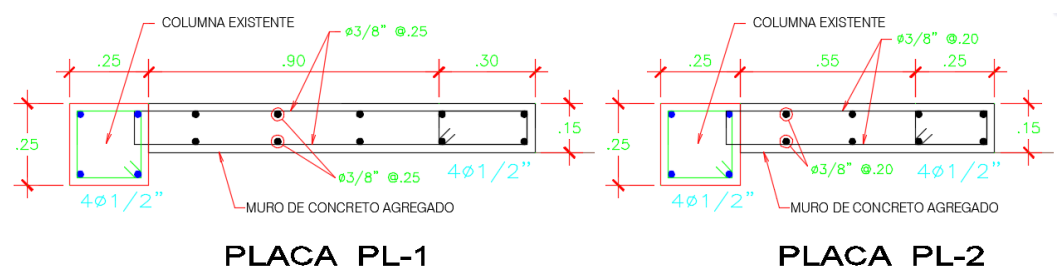 COLUMNA EXISTENTE
ø3/8" @.25
.25
.90
.30
.25
.15
4ø1/2"
ø3/8" @.25
4ø1/2"
MURO DE CONCRETO AGREGADO
PLACA PL-1
COLUMNA EXISTENTE
ø3/8" @.20
.25
.55
.25
.25
.15
4ø1/2"
ø3/8" @.20
4ø1/2"
MURO DE CONCRETO AGREGADO
PLACA PL-2